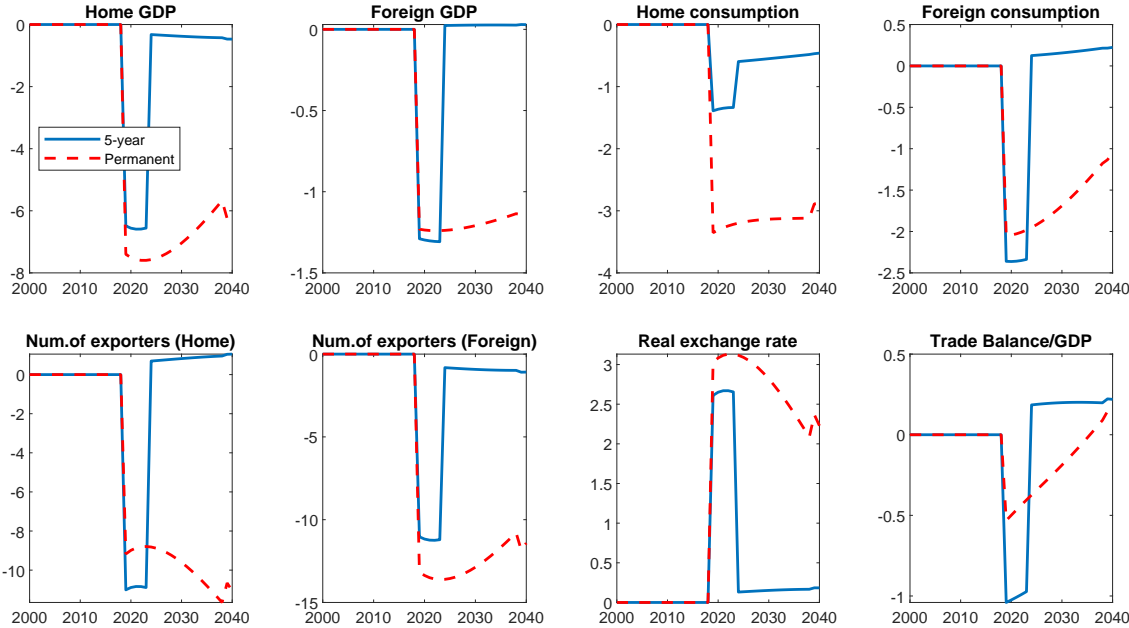 Home GDP
0
-2
-4
-6
-8
2000 2010 2020 2030 2040
5-year
Permanent
Foreign GDP
0
-0.5
-1
-1.5
2000 2010 2020 2030 2040
Home consumption
0
-1
-2
-3
-4
2000 2010 2020 2030 2040
Foreign consumption
0.5
0
-0.5
-1
-1.5
-2
-2.5
2000 2010 2020 2030 2040
Num.of exporters (Home)
0
-2
-4
-6
-8
-10
2000 2010 2020 2030 2040
Num.of exporters (Foreign)
0
-5
-10
-15
2000 2010 2020 2030 2040
Real exchange rate
3
2.5
2
1.5
1
0.5
0
2000 2010 2020 2030 2040
Trade Balance/GDP
0.5
0
-0.5
-1
2000 2010 2020 2030 2040